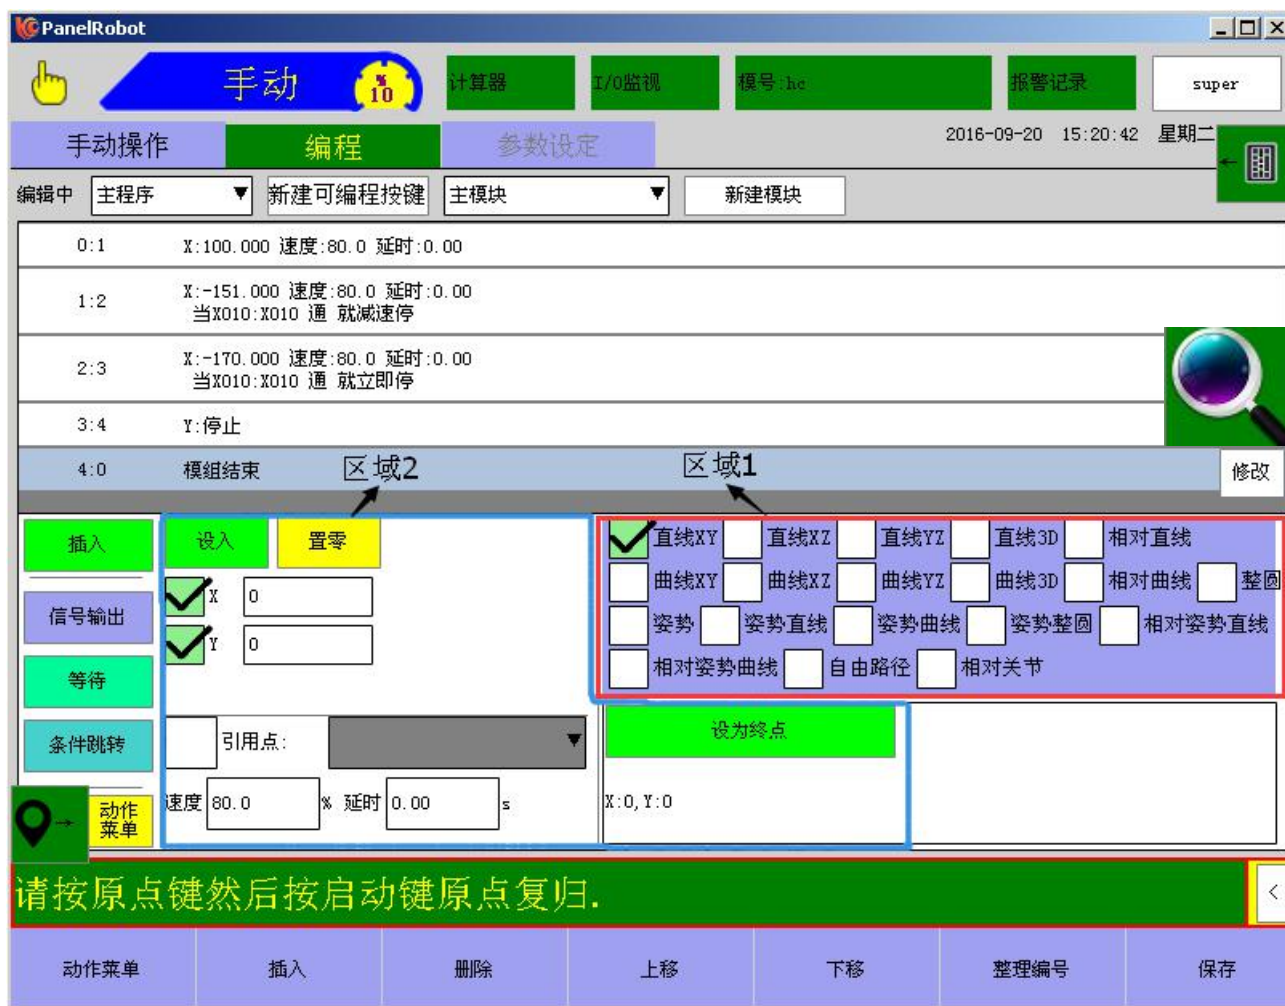 PanelRobot
手动 % 10 计算器 I/O监视 模号:hc 报警记录 super
手动操作 编程 参数设定 2016-09-20 15:20:42 星期二
编辑中 主程序 新建可编程按键 主模块 新建模块
0:1 X:100.000 速度:80.0 延时:0.00
1:2 X:-151.000 速度:80.0 延时:0.00
当X010:X010 通 就减速停
2:3 X:-170.000 速度:80.0 延时:0.00
当X010:X010 通 就立即停
3:4 Y:停止
4:0 模组结束 区域2 区域1 修改
插入 设入 置零 直线XY 直线XZ 直线YZ 直线3D 相对直线
X 0 曲线XY 曲线XZ 曲线YZ 曲线3D 相对曲线 整圆
信号输出 Y 0 姿势 姿势直线 姿势曲线 姿势整圆 相对姿势直线
等待 相对姿势曲线 自由路径 相对关节
条件跳转 引用点: 设为终点
动作
菜单 速度 80.0 % 延时 0.00 s X:0,Y:0
请按原点键然后按启动键原点复归.
动作菜单 插入 删除 上移 下移 整理编号 保存